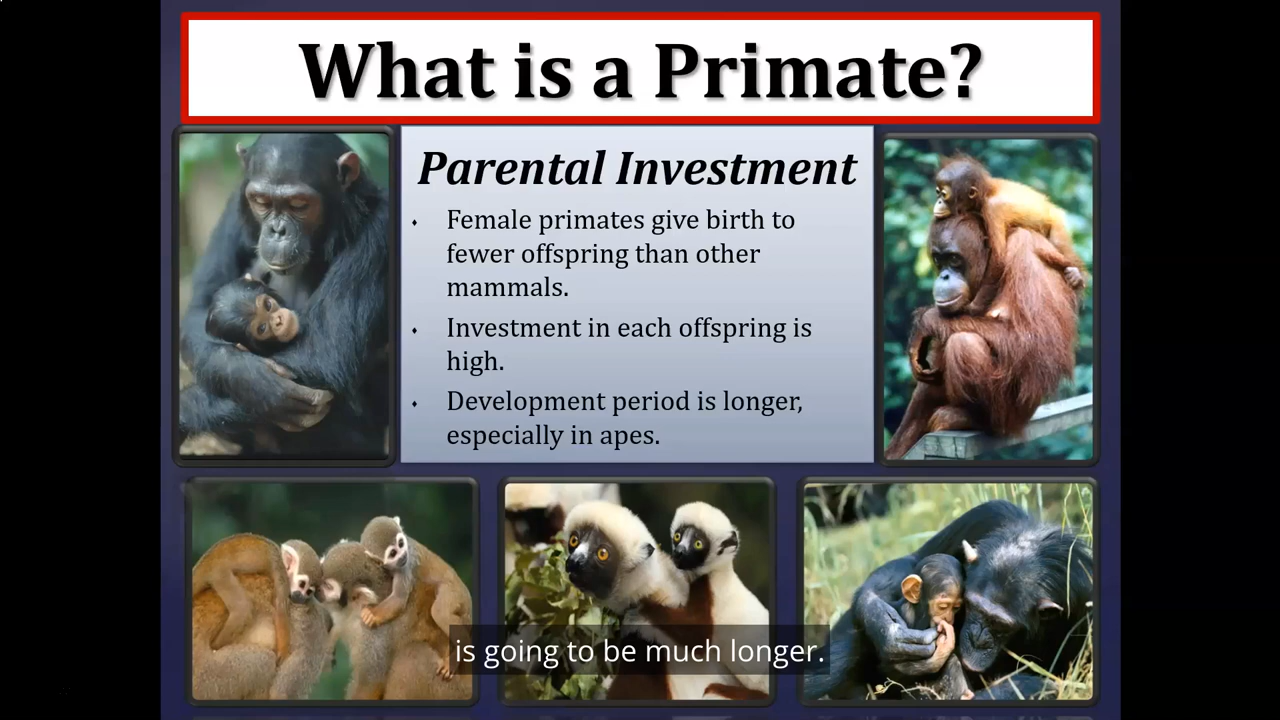 What is a Primate?
Parental Investment
Female primates give birth to
fewer offspring than other
mammals.
Investment in each offspring is
high.
Development period is longer,
especially in apes.
is going to be much longer.